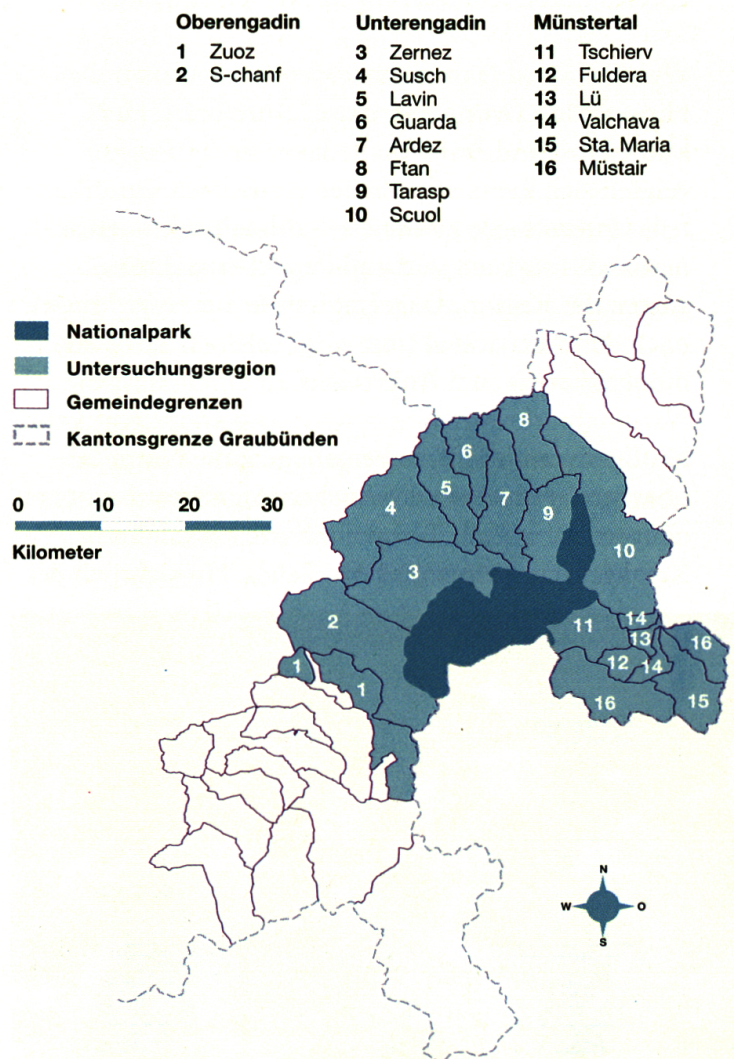 Oberengadin
1 Zuoz
2 S-chanf
Unterengadin
3 Zernez
4 Susch
5 Lavin
6 Guarda
7 Ardez
8 Ftan
9 Tarasp
10 Scuol
Münstertal
11 Tschierv
12 Fuldera
13 Lü
14 Valchava
15 Sta. Maria
16 Müstair
Nationalpark
Untersuchungsregion
Gemeindegrenzen
Kantonsgrenze Graubünden
0 10 20 30
Kilometer
8
6
5
7
9
4
10
3
2
11
14
13
16
12
14
1
1
16
15
N
W O
S